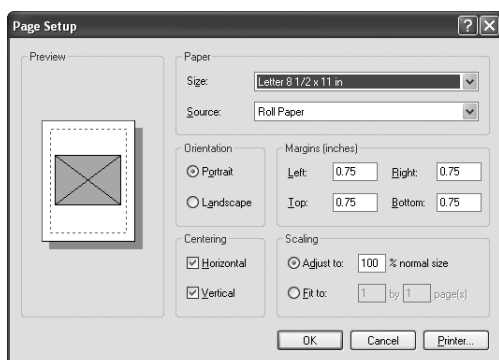 Page Setup
Preview
Paper
Size: Letter 8 1/2 x 11 in
Source: Roll Paper
Orientation
Portrait
Landscape
Margins (inches)
Left: 0.75 Right: 0.75
Top: 0.75 Bottom: 0.75
Centering
Horizontal
Vertical
Scaling
Adjust to: 100 % normal size
Fit to: 1 by 1 page(s)
OK Cancel Printer...